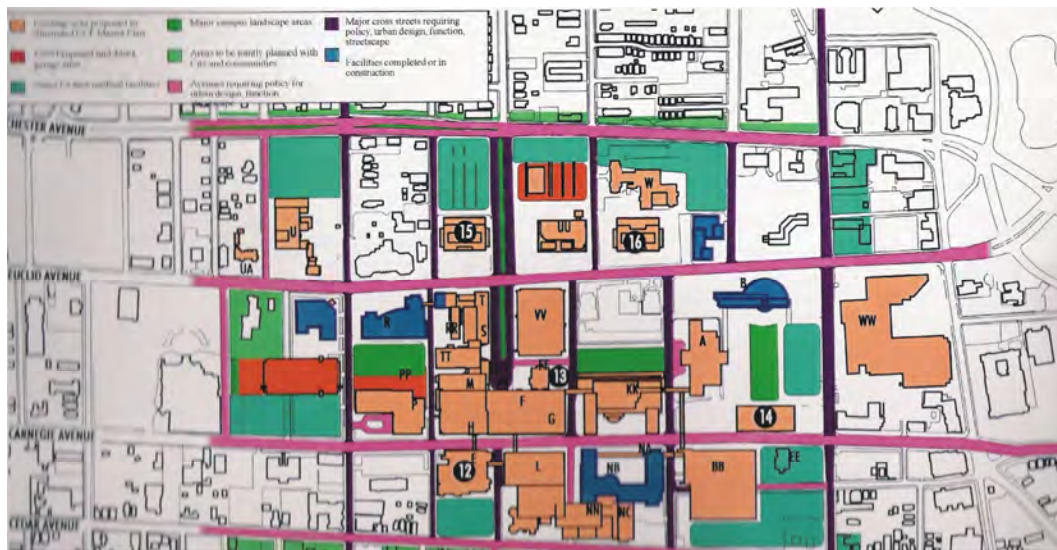 Major campus landscape areas
Major cross streets requiring
policy, urban design, function,
streetscape
Areas to be jointly planned with
City and communities
Facilities completed or in
construction
Avenues requiring policy for
urban design, function
CHESTER AVENUE
W
U
15
UU
16
UA
EUCLID AVENUE
B
T
R
RR
S
VV
WW
A
TT
EE
13
PP
M
KK
P
F
G
14
H
CARNEGIE AVENUE
NA
12
L
NB
BB
EE
NN
NC
CEDAR AVENUE